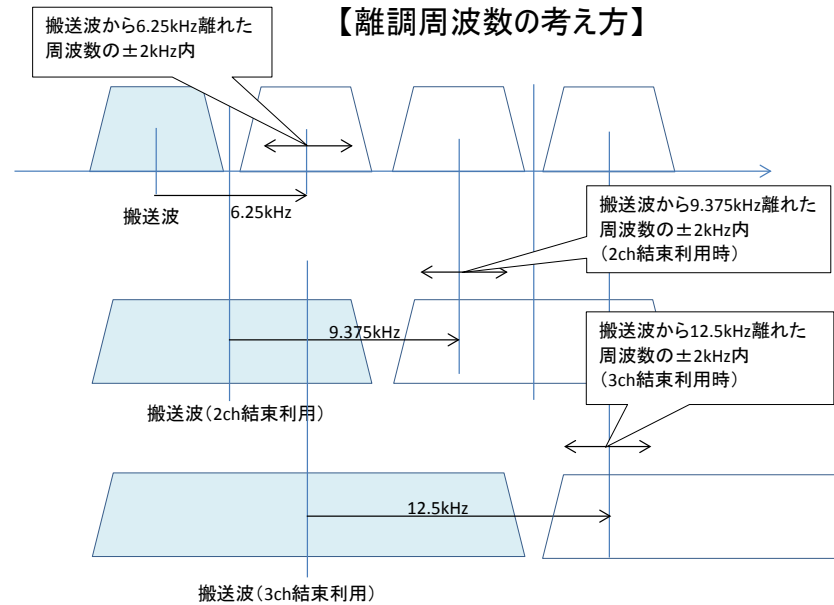 【離調周波数の考え方】
搬送波から6.25kHz離れた
周波数の±2kHz内
搬送波
6.25kHz
搬送波から9.375kHz離れた
周波数の±2kHz内
(2ch結束利用時)
9.375kHz
搬送波(2ch結束利用)
搬送波から12.5kHz離れた
周波数の±2kHz内
(3ch結束利用時)
12.5kHz
搬送波(3ch結束利用)